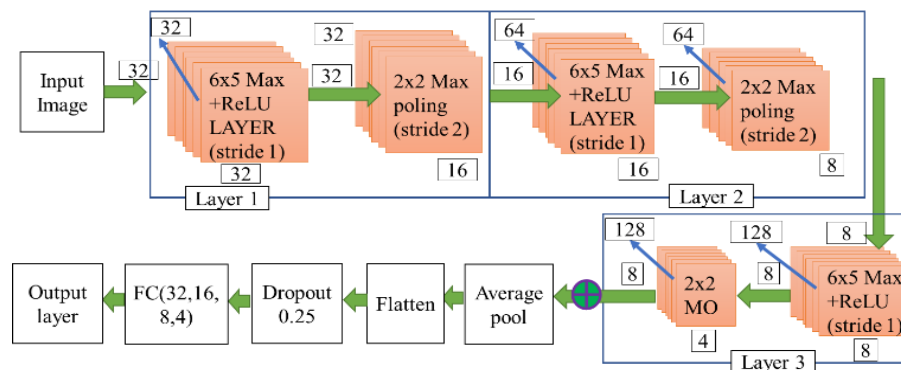 Input
Image
32
32
6x5 Max
+ReLU
LAYER
(stride 1)
32
32
32
2x2 Max
poling
(stride 2)
16
Layer 1
64
16
6x5 Max
+ReLU
LAYER
(stride 1)
16
64
16
2x2 Max
poling
(stride 2)
8
Layer 2
8
128
6x5 Max
+ReLU
(stride 1)
8
8
128
2x2
MO
4
8
Layer 3
Average
pool
Flatten
Dropout
0.25
FC(32,16,
8,4)
Output
layer